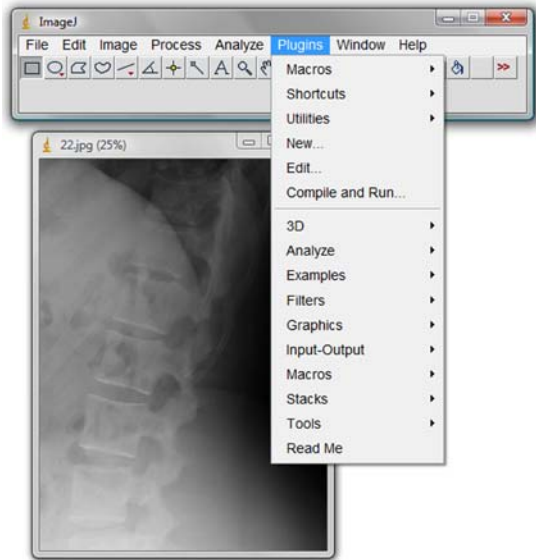 ImageJ
File Edit Image Process Analyze Plugins Window Help
A >>
Macros
Shortcuts
Utilities
New...
Edit...
Compile and Run...
3D
Analyze
Examples
Filters
Graphics
Input-Output
Macros
Stacks
Tools
Read Me
22.jpg (25%)